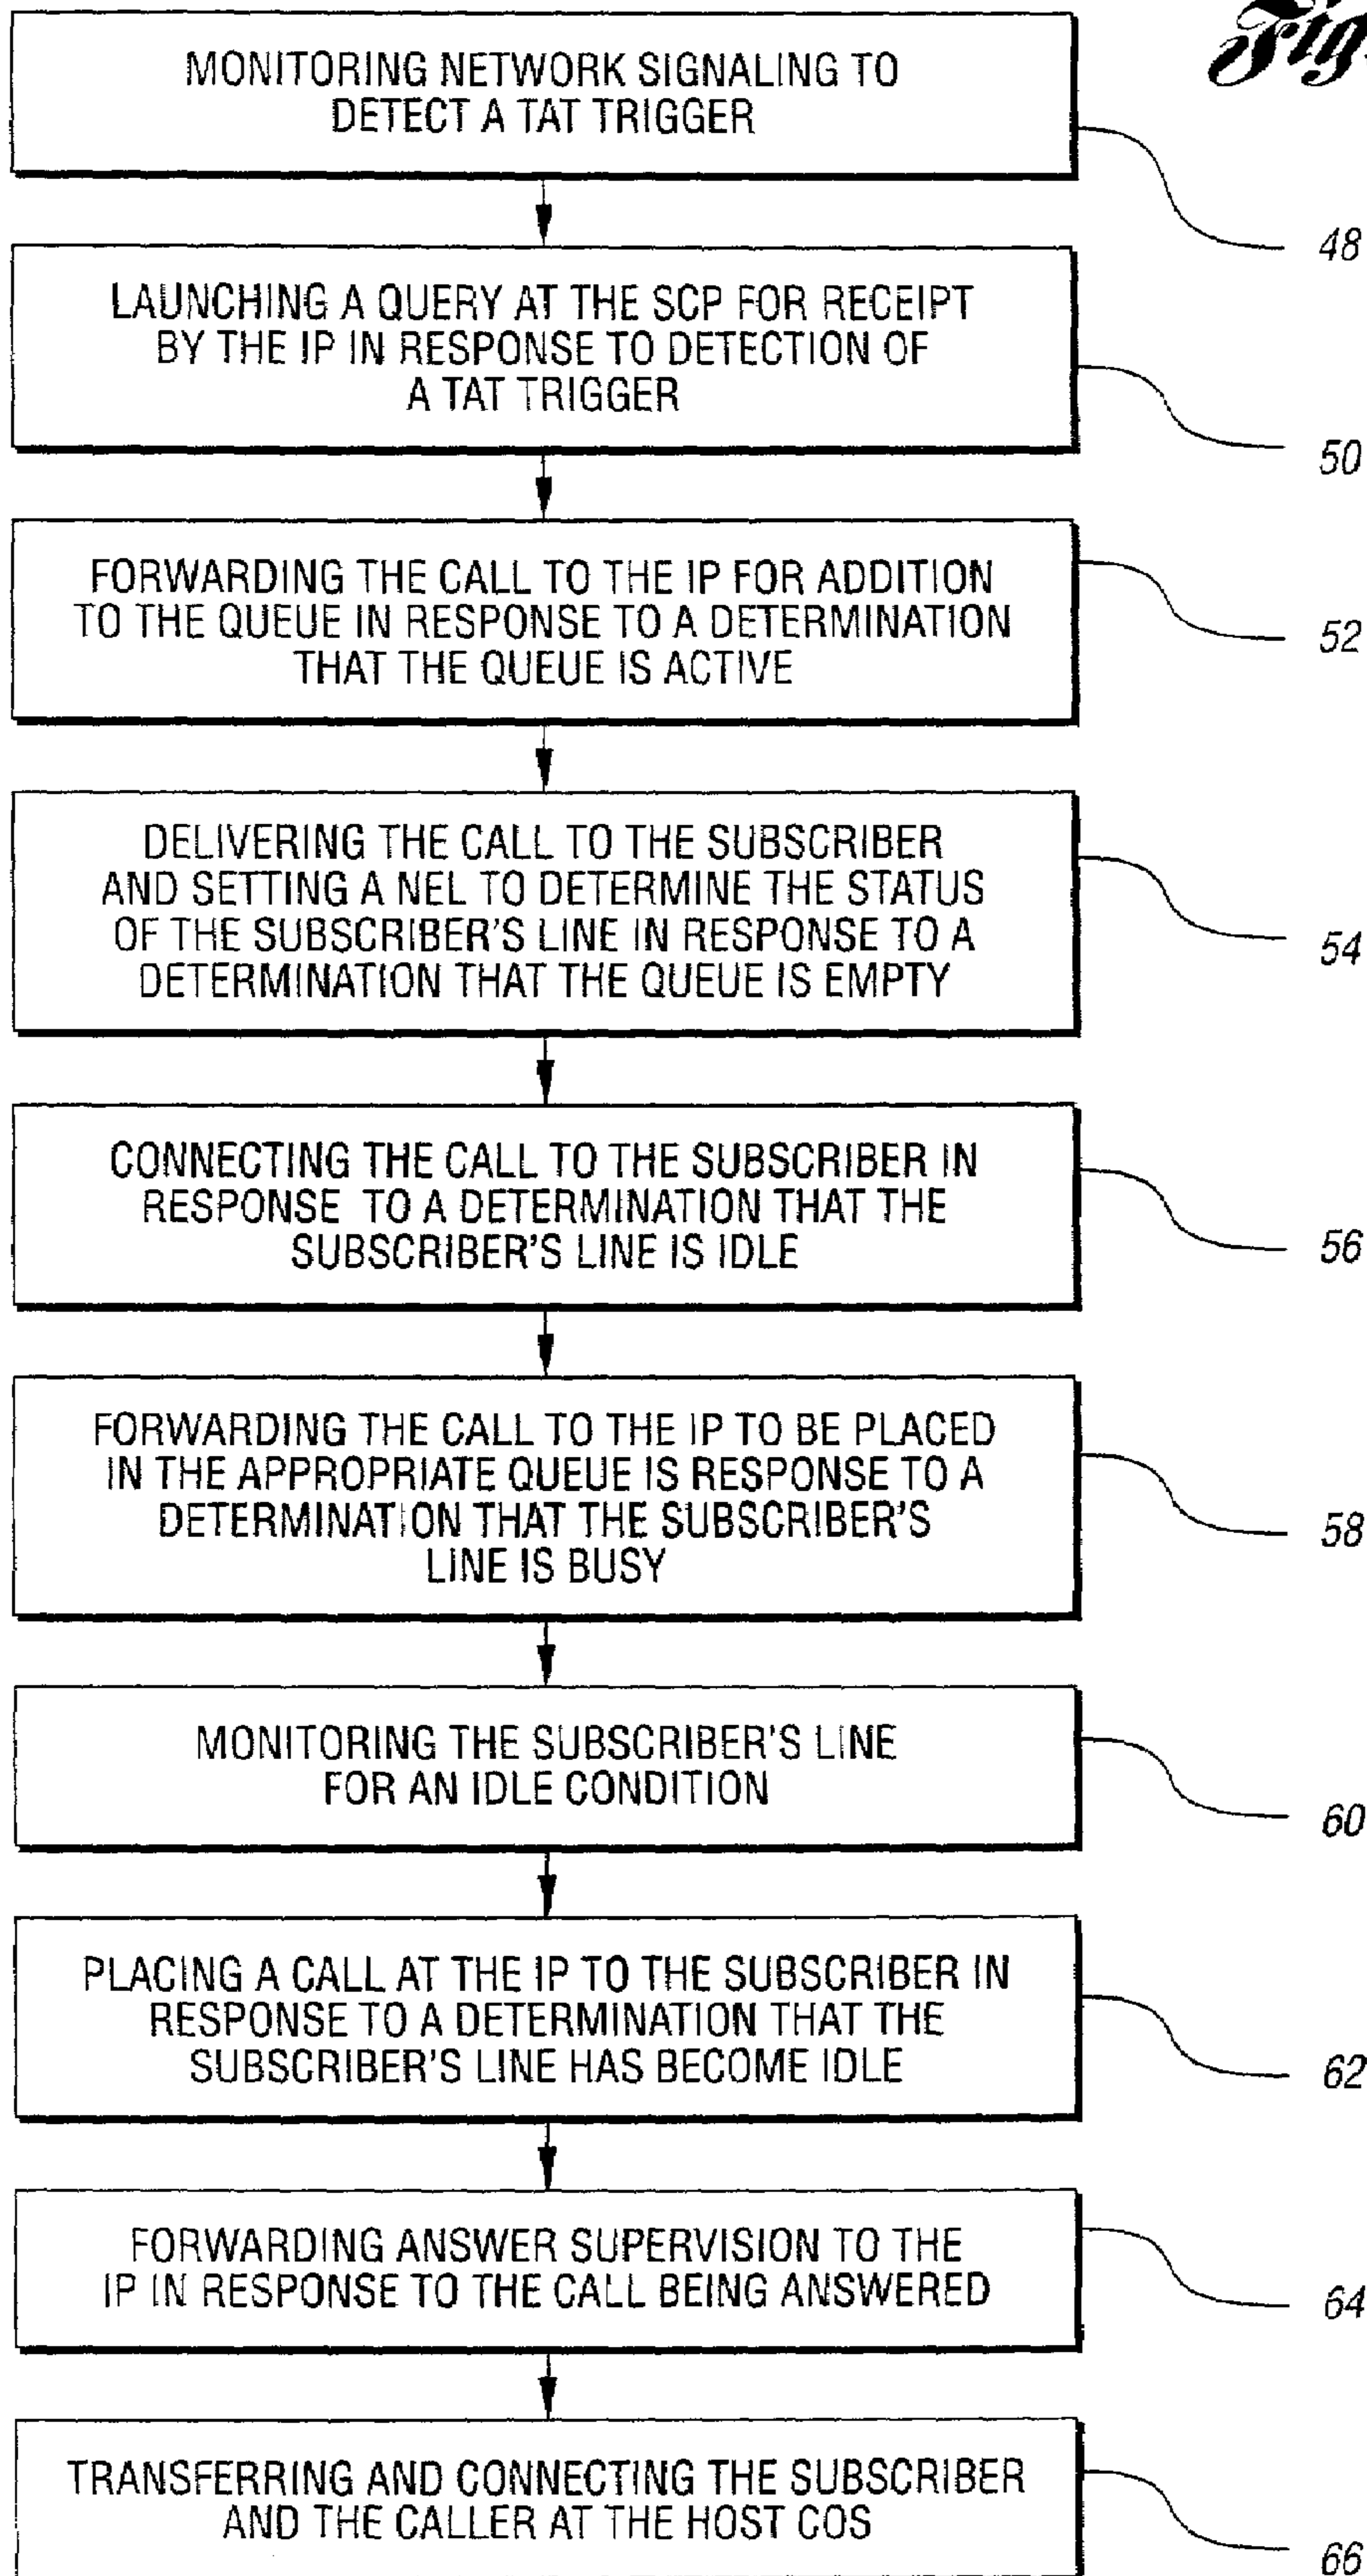 Fig.
MONITORING NETWORK SIGNALING TO
DETECT A TAT TRIGGER
48
LAUNCHING A QUERY AT THE SCP FOR RECEIPT
BY THE IP IN RESPONSE TO DETECTION OF
A TAT TRIGGER
50
FORWARDING THE CALL TO THE IP FOR ADDITION
TO THE QUEUE IN RESPONSE TO A DETERMINATION
THAT THE QUEUE IS ACTIVE
52
DELIVERING THE CALL TO THE SUBSCRIBER
AND SETTING A NEL TO DETERMINE THE STATUS
OF THE SUBSCRIBER'S LINE IN RESPONSE TO A
DETERMINATION THAT THE QUEUE IS EMPTY
54
CONNECTING THE CALL TO THE SUBSCRIBER IN
RESPONSE TO A DETERMINATION THAT THE
SUBSCRIBER'S LINE IS IDLE
56
FORWARDING THE CALL TO THE IP TO BE PLACED
IN THE APPROPRIATE QUEUE IS RESPONSE TO A
DETERMINATION THAT THE SUBSCRIBER'S
LINE IS BUSY
58
MONITORING THE SUBSCRIBER'S LINE
FOR AN IDLE CONDITION
60
PLACING A CALL AT THE IP TO THE SUBSCRIBER IN
RESPONSE TO A DETERMINATION THAT THE
SUBSCRIBER'S LINE HAS BECOME IDLE
62
FORWARDING ANSWER SUPERVISION TO THE
IP IN RESPONSE TO THE CALL BEING ANSWERED
64
TRANSFERRING AND CONNECTING THE SUBSCRIBER
AND THE CALLER AT THE HOST COS
66